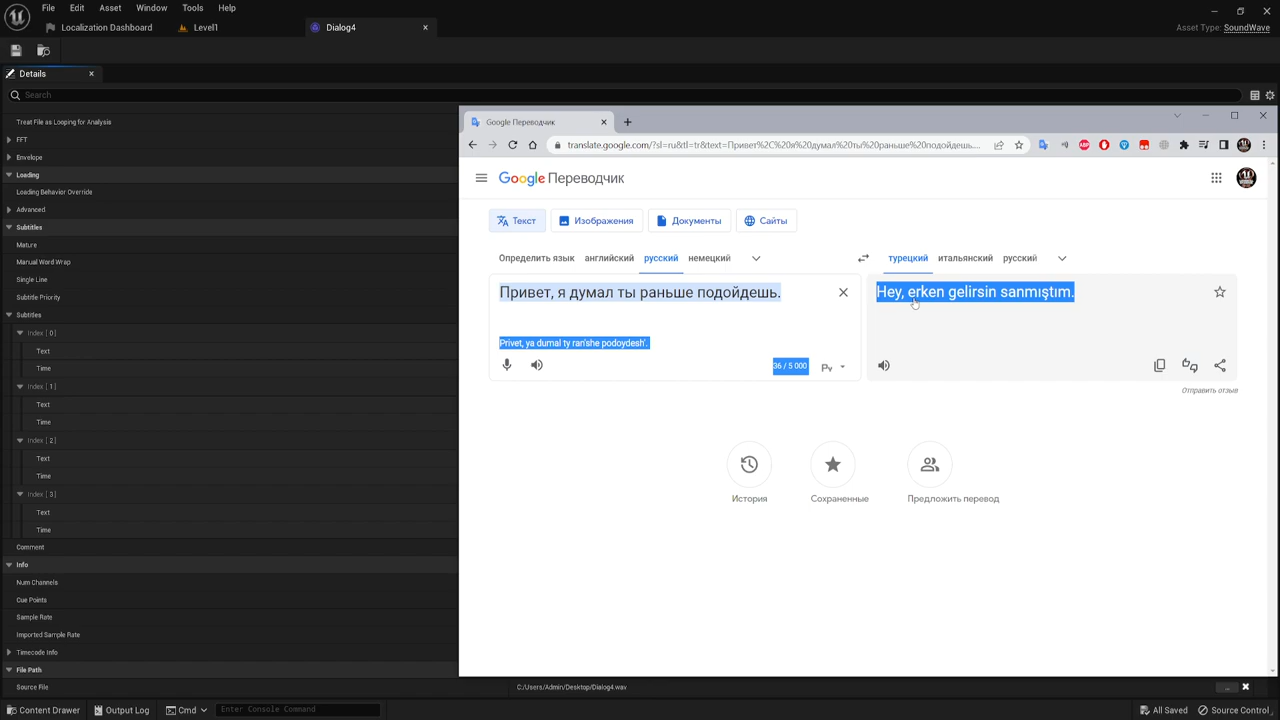 File Edit Asset Window Tools Help
Localization Dashboard Level1 Dialog4
Asset Type: SoundWave
Details
Search
Treat File as Looping for Analysis
FFT
Envelope
Loading
Loading Behavior Override
Advanced
Subtitles
Mature
Manual Word Wrap
Single Line
Subtitle Priority
Subtitles
Index [ 0 ]
Text
Time
Index [ 1 ]
Text
Time
Index [ 2 ]
Text
Time
Index [ 3 ]
Text
Time
Comment
Info
Num Channels
Cue Points
Sample Rate
Imported Sample Rate
Timecode Info
File Path
Source File
C:/Users/Admin/Desktop/Dialog4.wav
Google Переводчик
translate.google.com/?sl=ru&tl=tr&text=Привет%2C%20я%20думал%20ты%20раньше%20подойдешь....
ABP
Google Переводчик
Текст Изображения Документы Сайты
Определить язык английский русский немецкий
турецкий итальянский русский
Привет, я думал ты раньше подойдешь.
Privet, ya dumal ty ran'she podoydesh'.
36 / 5 000
Hey, erken gelirsin sanmıştım.
Отправить отзыв
История Сохраненные Предложить перевод
Content Drawer Output Log Cmd Enter Console Command
All Saved Source Control